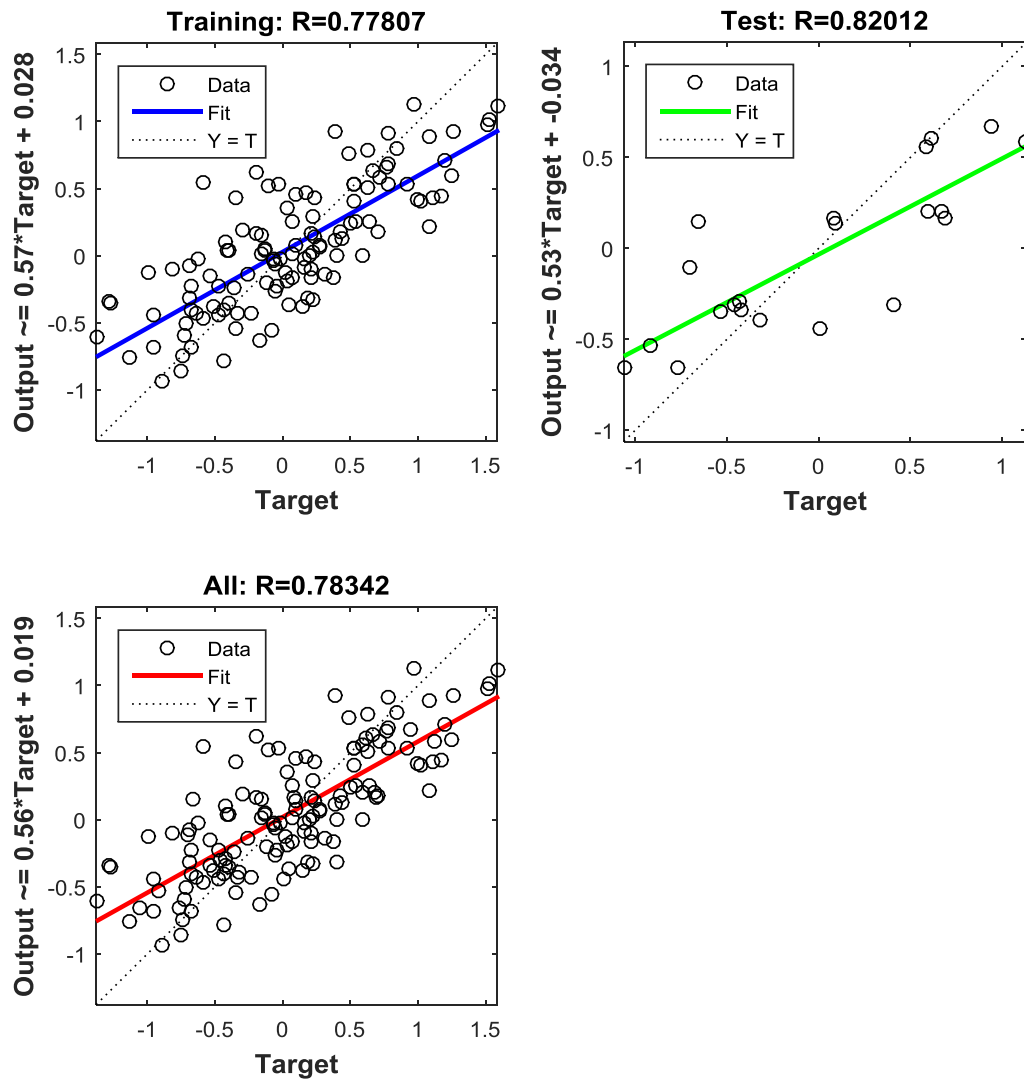 Training: R=0.77807
Output ~= 0.57*Target + 0.028
1.5
1
0.5
0
-0.5
-1
Data
Fit
Y = T
-1
-0.5
0
0.5
1
1.5
Target
Test: R=0.82012
Output ~= 0.53*Target + -0.034
1
0.5
0
-0.5
-1
Data
Fit
Y = T
-1
-0.5
0
0.5
1
Target
All: R=0.78342
Output ~= 0.56*Target + 0.019
1.5
1
0.5
0
-0.5
-1
Data
Fit
Y = T
-1
-0.5
0
0.5
1
1.5
Target